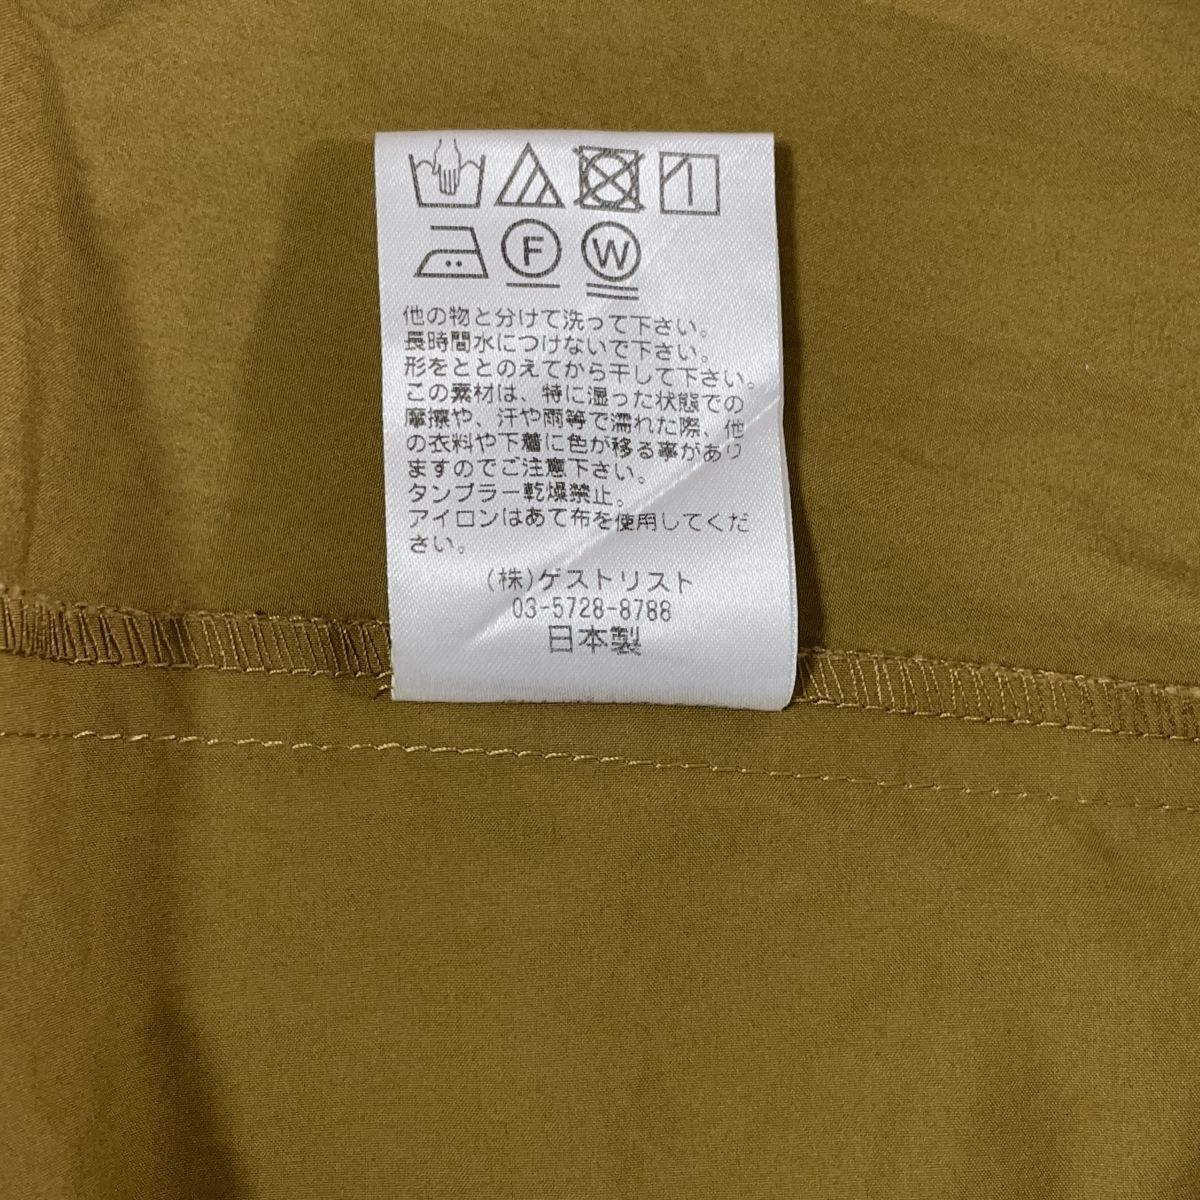 F W
他の物と分けて洗って下さい。
長時間水につけないで下さい。
形をととのえてから干して下さい。
この素材は、特に湿った状態での
摩擦や、汗や雨等で濡れた際、他
の衣料や下着に色が移る事があり
ますのでご注意下さい。
タンブラー乾燥禁止。
アイロンはあて布を使用してくだ
さい。
(株)ゲストリスト
03-5728-8788
日本製